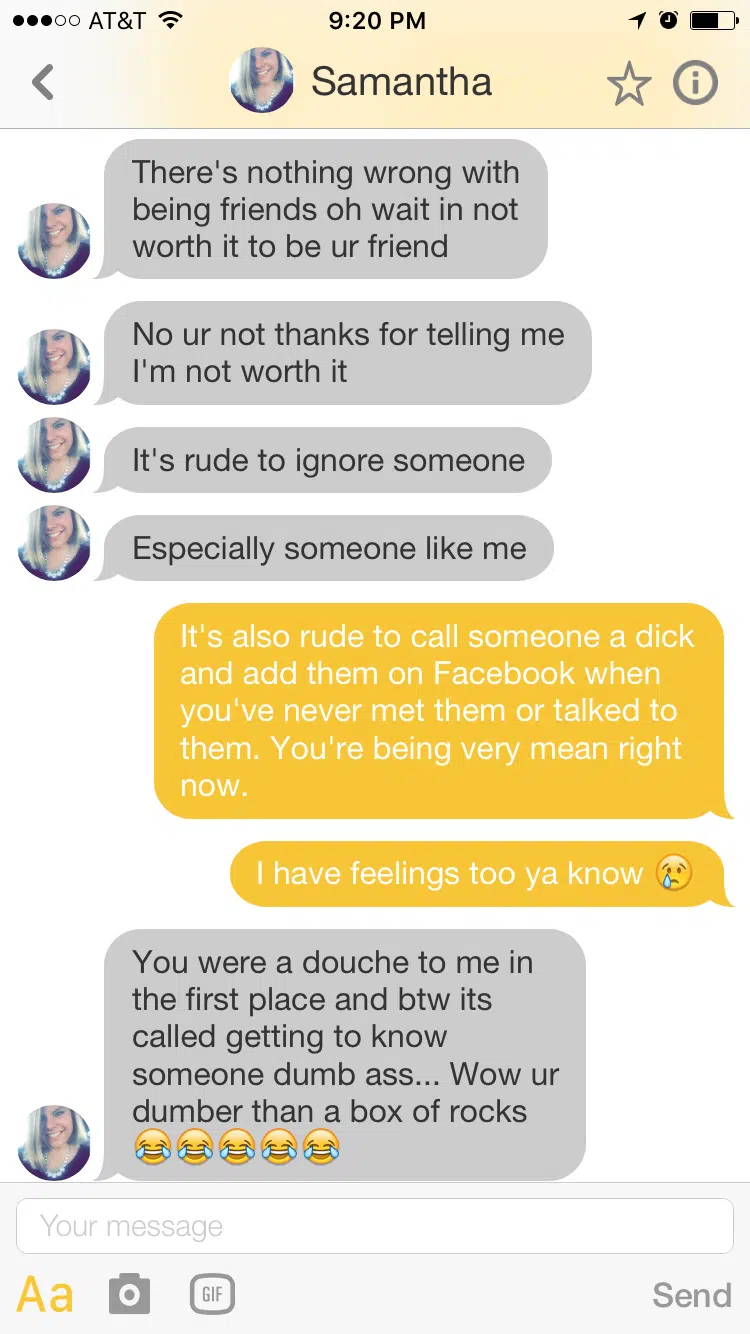 AT&T 9:20 PM
Samantha
There's nothing wrong with
being friends oh wait in not
worth it to be ur friend
No ur not thanks for telling me
I'm not worth it
It's rude to ignore someone
Especially someone like me
It's also rude to call someone a dick
and add them on Facebook when
you've never met them or talked to
them. You're being very mean right
now.
I have feelings too ya know 😢
You were a douche to me in
the first place and btw its
called getting to know
someone dumb ass... Wow ur
dumber than a box of rocks
😂😂😂😂😂
Your message
Aa GIF Send